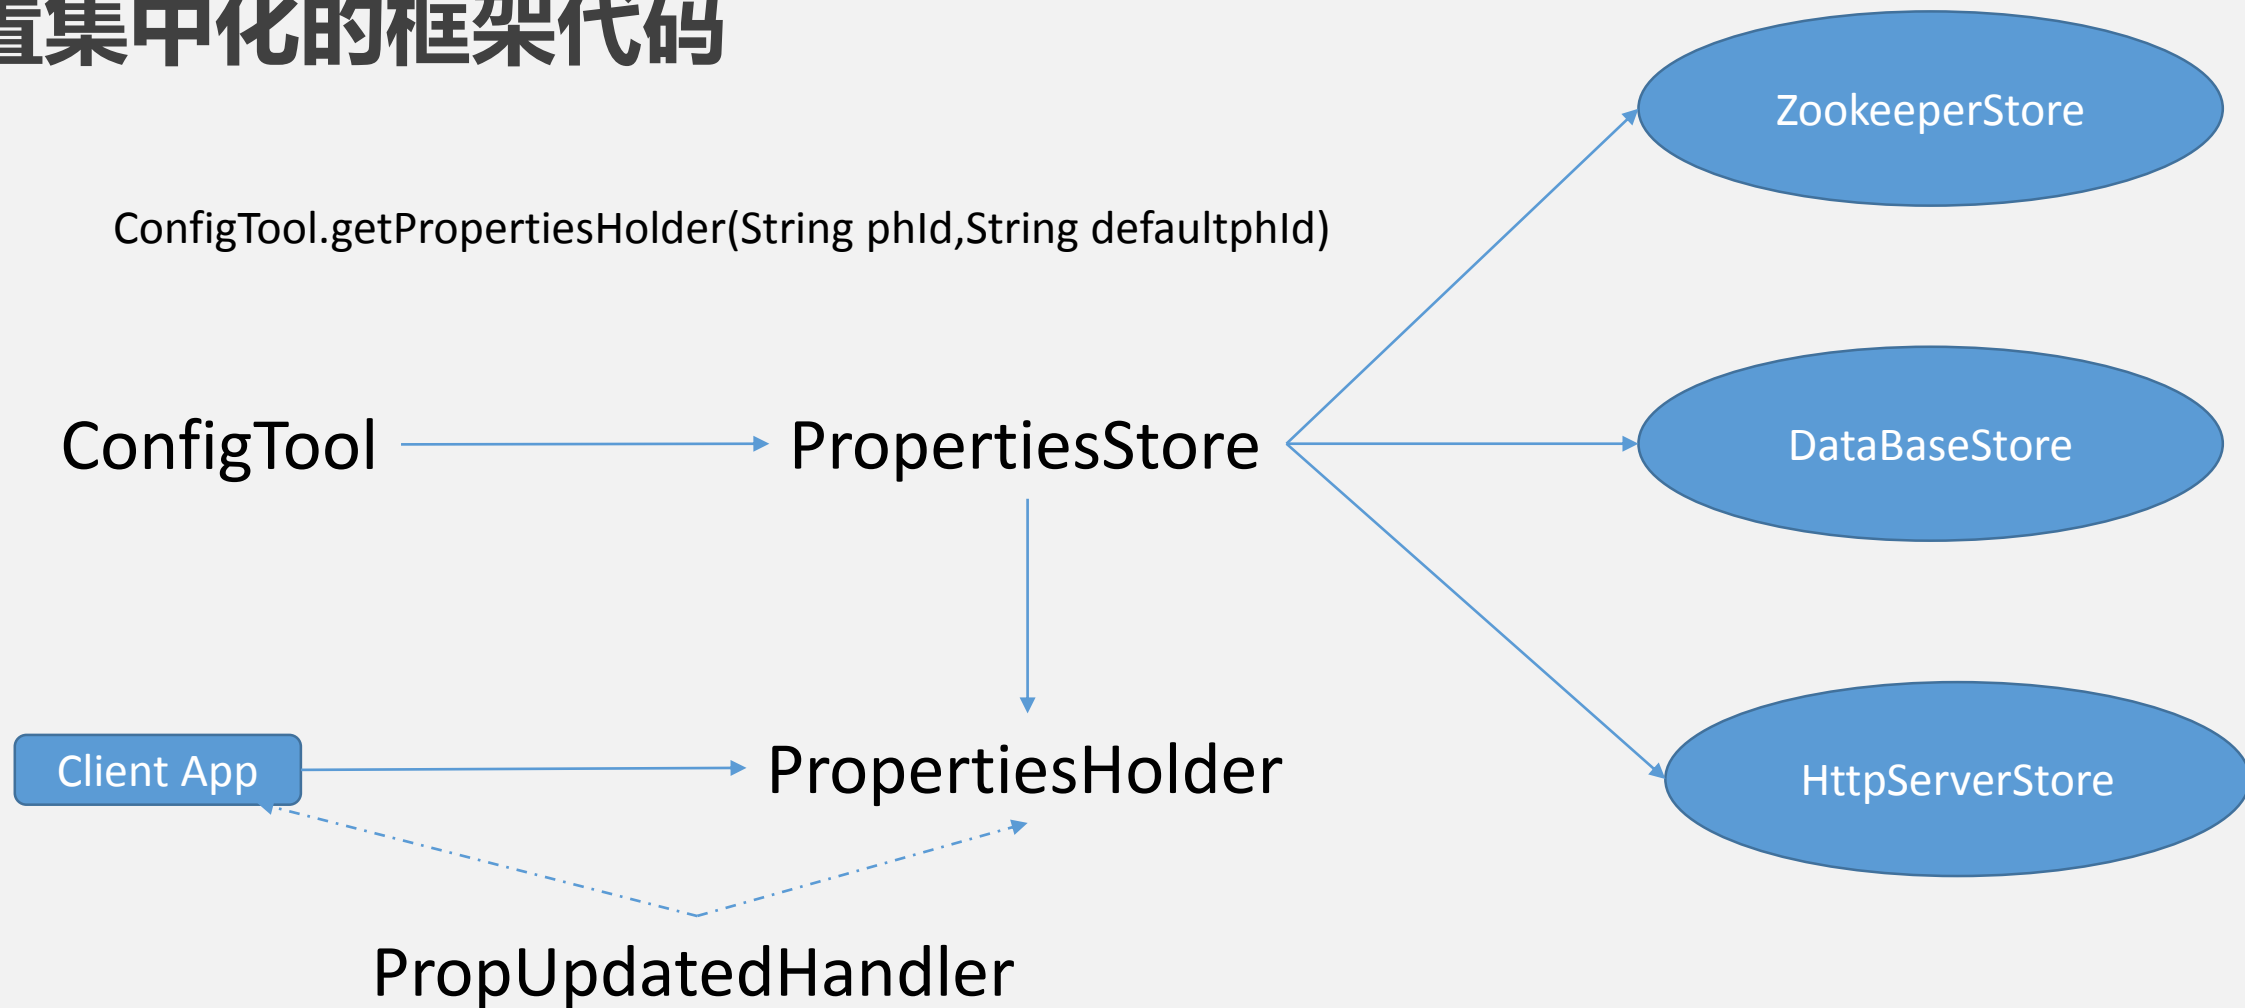 置集中化的框架代码
ZookeeperStore
ConfigTool.getPropertiesHolder(String phId,String defaultphId)
ConfigTool
PropertiesStore
DataBaseStore
Client App
PropertiesHolder
HttpServerStore
PropUpdatedHandler